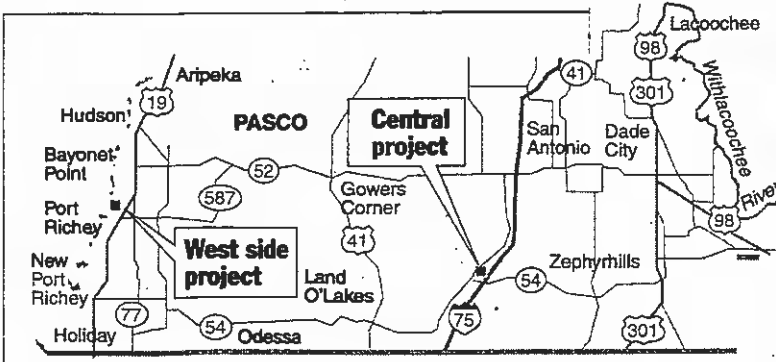 Lacoochee
98
41
Aripeka
19
301
Withlacoochee
River
Hudson
PASCO
Central
project
San
Antonio
Dade
City
Bayonet
Point
52
587
Gowers
Corner
Port
Richey
98
West side
project
41
New
Port
Richey
Land
O'Lakes
Zephyrhills
54
77
75
Holiday
54
Odessa
301